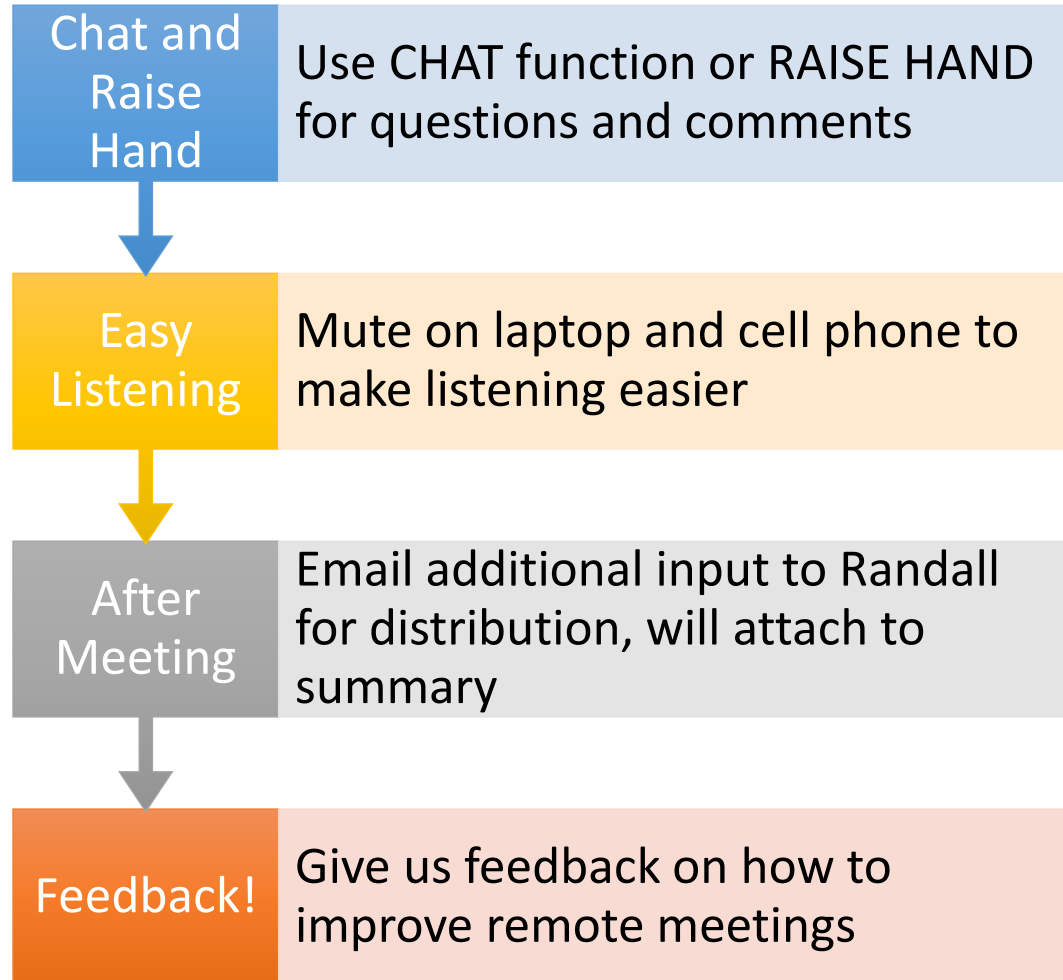 Chat and
Raise
Hand
Use CHAT function or RAISE HAND
for questions and comments
Easy
Listening
Mute on laptop and cell phone to
make listening easier
After
Meeting
Email additional input to Randall
for distribution, will attach to
summary
Feedback!
Give us feedback on how to
improve remote meetings